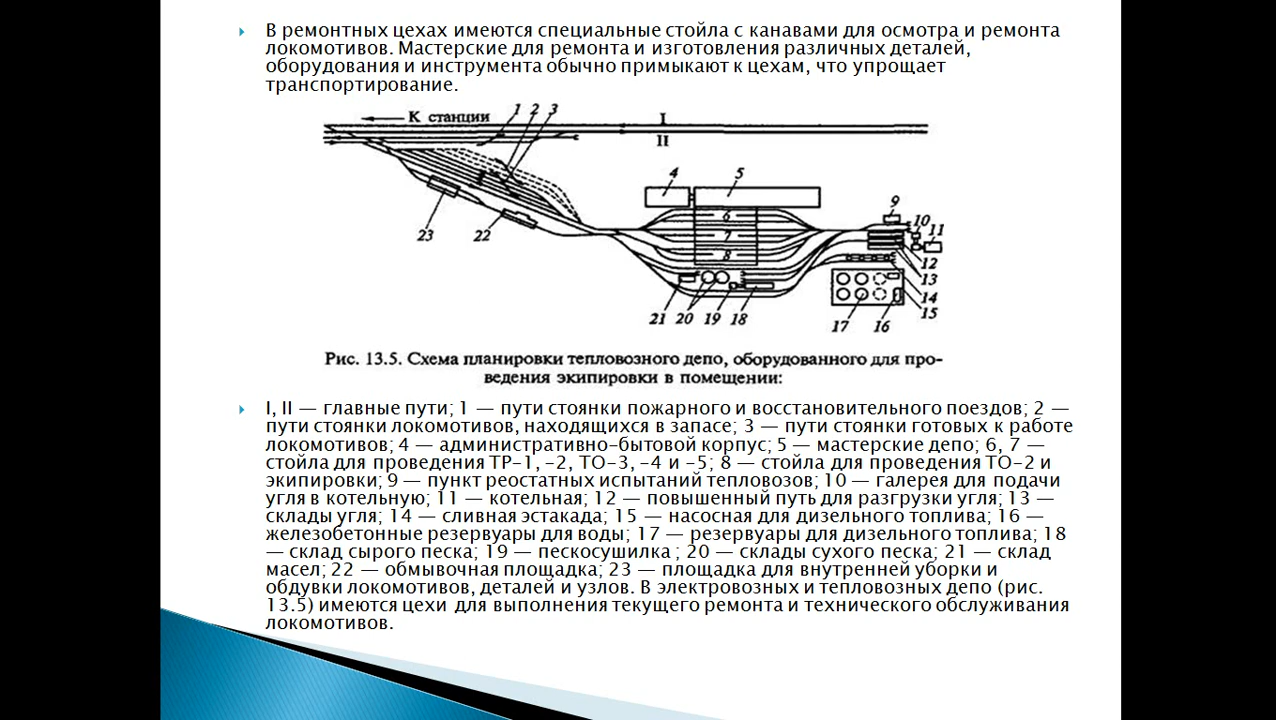 В ремонтных цехах имеются специальные стойла с канавами для осмотра и ремонта
локомотивов. Мастерские для ремонта и изготовления различных деталей,
оборудования и инструмента обычно примыкают к цехам, что упрощает
транспортирование.
К станции 1 2 3 I
II
4 5
6 9
10
7 11
23 22 8 12
13
14
21 20 19 18 17 16 15
Рис. 13.5. Схема планировки тепловозного депо, оборудованного для про-
ведения экипировки в помещении:
I, II — главные пути; 1 — пути стоянки пожарного и восстановительного поездов; 2 —
пути стоянки локомотивов, находящихся в запасе; 3 — пути стоянки готовых к работе
локомотивов; 4 — административно-бытовой корпус; 5 — мастерские депо; 6, 7 —
стойла для проведения ТР-1, -2, ТО-3, -4 и -5; 8 — стойла для проведения ТО-2 и
экипировки; 9 — пункт реостатных испытаний тепловозов; 10 — галерея для подачи
угля в котельную; 11 — котельная; 12 — повышенный путь для разгрузки угля; 13 —
склады угля; 14 — сливная эстакада; 15 — насосная для дизельного топлива; 16 —
железобетонные резервуары для воды; 17 — резервуары для дизельного топлива; 18
— склад сырого песка; 19 — пескосушилка ; 20 — склады сухого песка; 21 — склад
масел; 22 — обмывочная площадка; 23 — площадка для внутренней уборки и
обдувки локомотивов, деталей и узлов. В электровозных и тепловозных депо (рис.
13.5) имеются цехи для выполнения текущего ремонта и технического обслуживания
локомотивов.